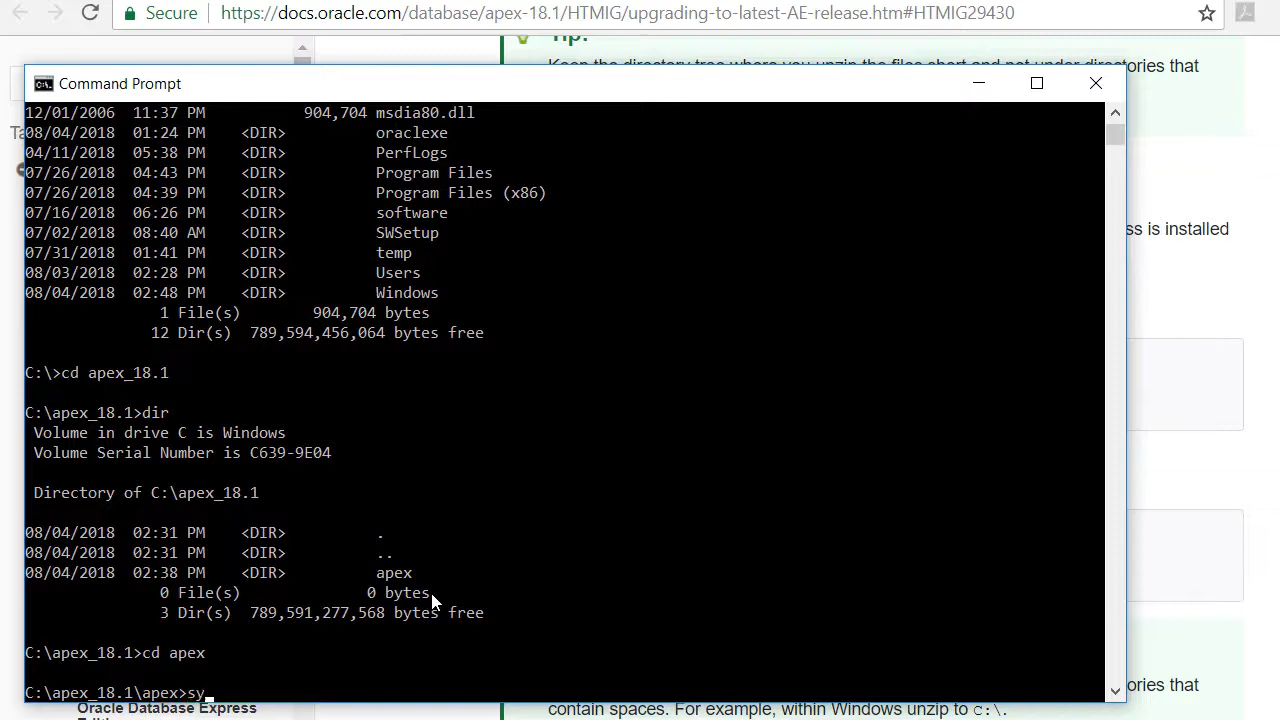 Secure https://docs.oracle.com/database/apex-18.1/HTMIG/upgrading-to-latest-AE-release.htm#HTMIG29430
Tip:
Keep the directory tree where you unzip the files short and not under directories that
Command Prompt
12/01/2006 11:37 PM 904,704 msdia80.dll
08/04/2018 01:24 PM <DIR> oraclexe
04/11/2018 05:38 PM <DIR> PerfLogs
07/26/2018 04:43 PM <DIR> Program Files
07/26/2018 04:39 PM <DIR> Program Files (x86)
07/16/2018 06:26 PM <DIR> software
07/02/2018 08:40 AM <DIR> SWSetup
07/31/2018 01:41 PM <DIR> temp
08/03/2018 02:28 PM <DIR> Users
08/04/2018 02:48 PM <DIR> Windows
1 File(s) 904,704 bytes
12 Dir(s) 789,594,456,064 bytes free
C:\>cd apex_18.1
C:\apex_18.1>dir
Volume in drive C is Windows
Volume Serial Number is C639-9E04
Directory of C:\apex_18.1
08/04/2018 02:31 PM <DIR> .
08/04/2018 02:31 PM <DIR> ..
08/04/2018 02:38 PM <DIR> apex
0 File(s) 0 bytes
3 Dir(s) 789,591,277,568 bytes free
C:\apex_18.1>cd apex
C:\apex_18.1\apex>sy_
ss is installed
ories that
Oracle Database Express
contain spaces. For example, within Windows unzip to C:\.